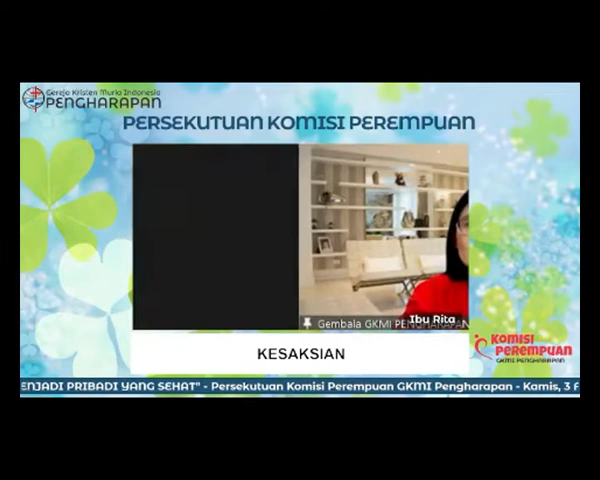 Gereja Kristen Muria Indonesia
PENGHARAPAN
PERSEKUTUAN KOMISI PEREMPUAN
Ibu Rita
Gembala GKMI PENGHARAPAN
KESAKSIAN
KOMISI
PEREMPUAN
GKMI PENGHARAPAN
ENJADI PRIBADI YANG SEHAT" - Persekutuan Komisi Perempuan GKMI Pengharapan - Kamis, 3